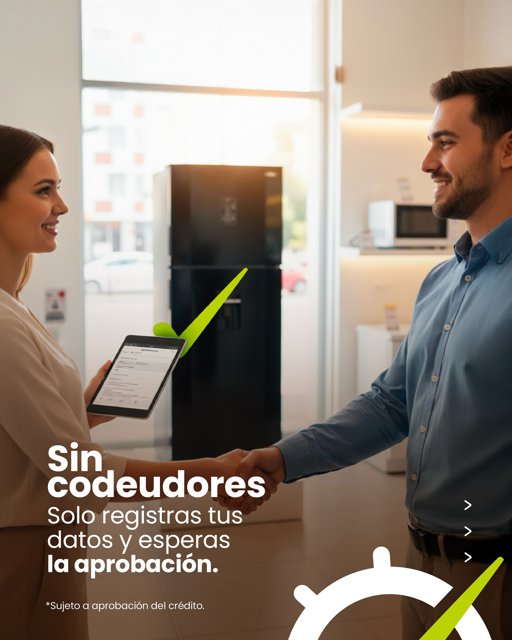 Sin
codeudores
Solo registras tus
datos y esperas
la aprobación.
*Sujeto a aprobación del crédito.